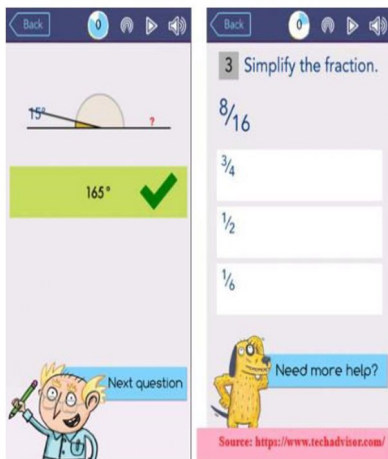 Back
0
15°
?
165°
Next question
Back
0
3 Simplify the fraction.
8/16
3/4
1/2
1/6
Need more help?
Source: https://www.techadvisor.com/